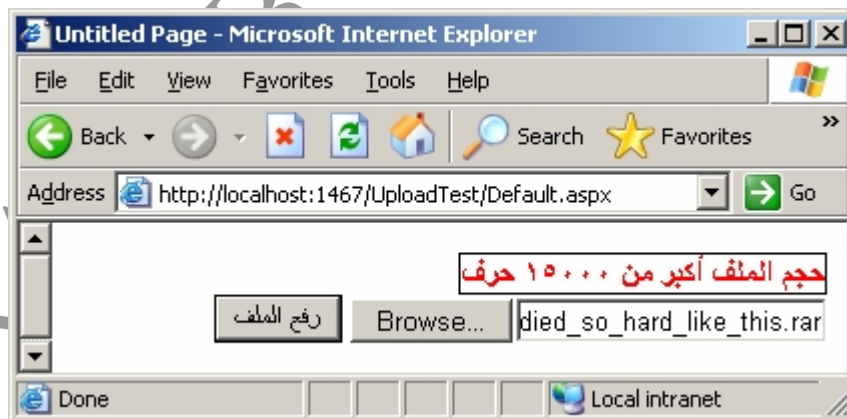 Untitled Page - Microsoft Internet Explorer
File Edit View Favorites Tools Help
Back Search Favorites »
Address http://localhost:1467/UploadTest/Default.aspx Go
حجم الملف أكبر من ١٥٠٠٠ حرف
died_so_hard_like_this.rar Browse... رفع الملف
Done Local intranet